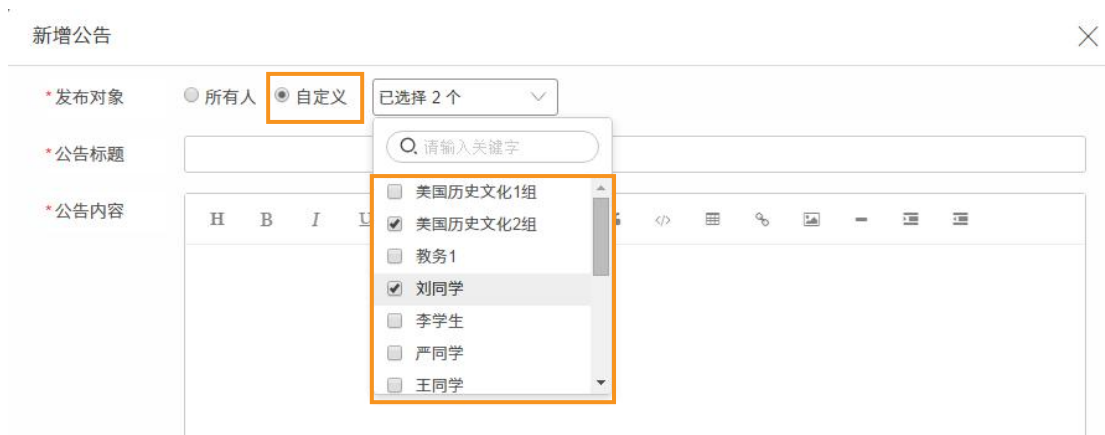 新增公告
*发布对象 所有人 自定义 已选择 2 个
请输入关键字
*公告标题
*公告内容
H B I U
美国历史文化1组
美国历史文化2组
教务1
刘同学
李学生
严同学
王同学